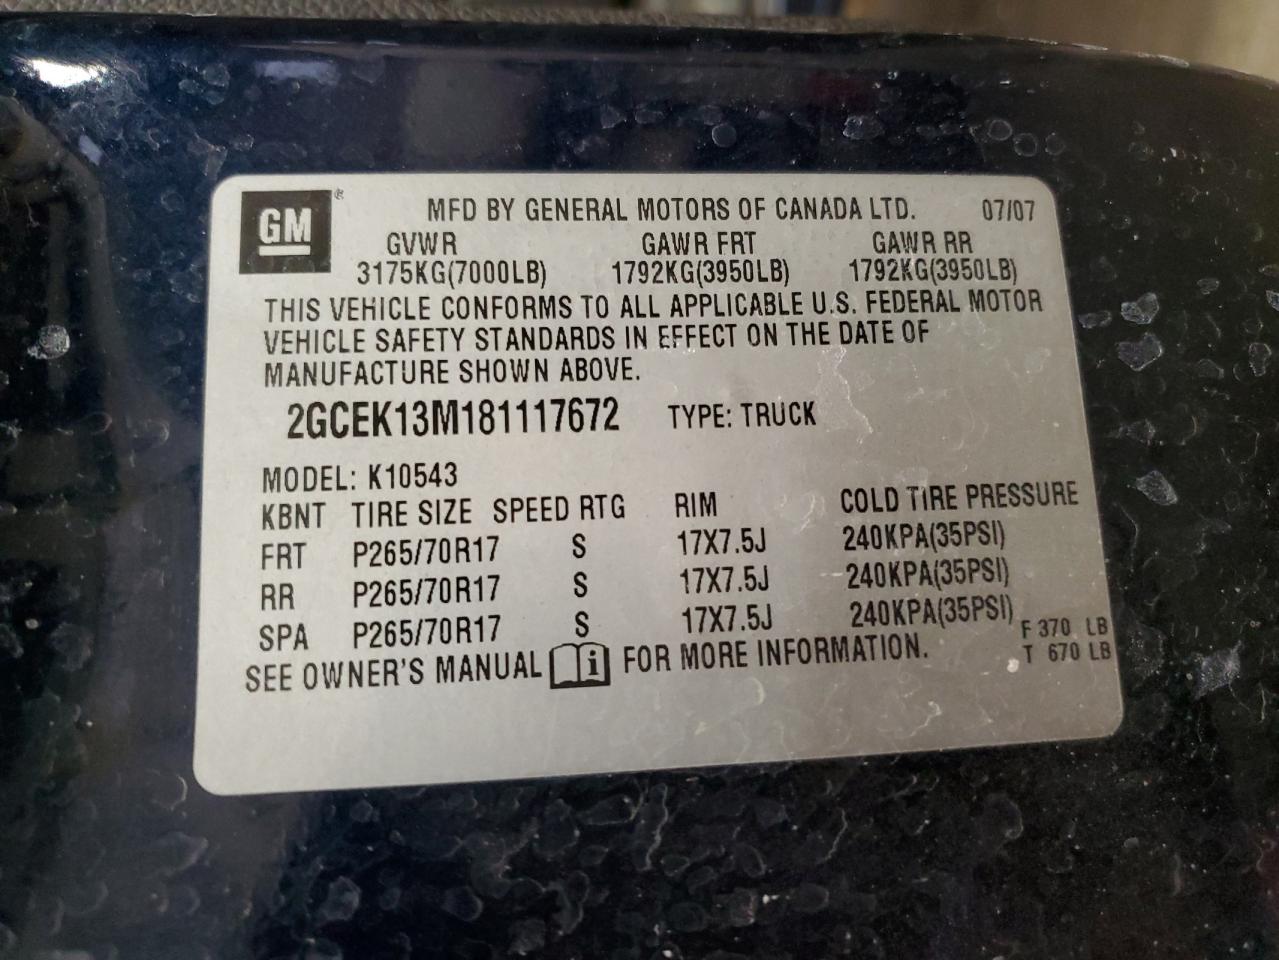 GM ®
MFD BY GENERAL MOTORS OF CANADA LTD. 07/07
GVWR GAWR FRT GAWR RR
3175KG(7000LB) 1792KG(3950LB) 1792KG(3950LB)
THIS VEHICLE CONFORMS TO ALL APPLICABLE U.S. FEDERAL MOTOR
VEHICLE SAFETY STANDARDS IN EFFECT ON THE DATE OF
MANUFACTURE SHOWN ABOVE.
2GCEK13M181117672 TYPE: TRUCK
MODEL: K10543
KBNT TIRE SIZE SPEED RTG RIM COLD TIRE PRESSURE
FRT P265/70R17 S 17X7.5J 240KPA(35PSI)
RR P265/70R17 S 17X7.5J 240KPA(35PSI)
SPA P265/70R17 S 17X7.5J 240KPA(35PSI)
F 370 LB
T 670 LB
SEE OWNER'S MANUAL i FOR MORE INFORMATION.